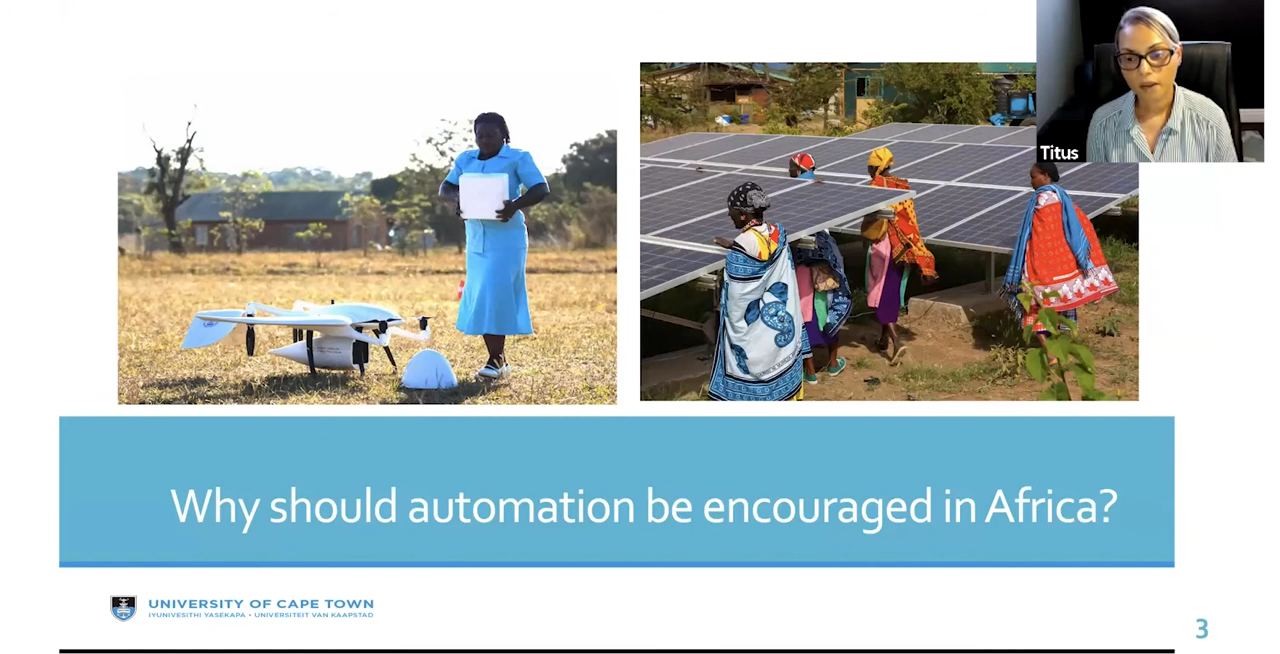 Titus
Why should automation be encouraged in Africa?
UNIVERSITY OF CAPE TOWN
IYUNIVESITHI YASEKAPA • UNIVERSITEIT VAN KAAPSTAD
3